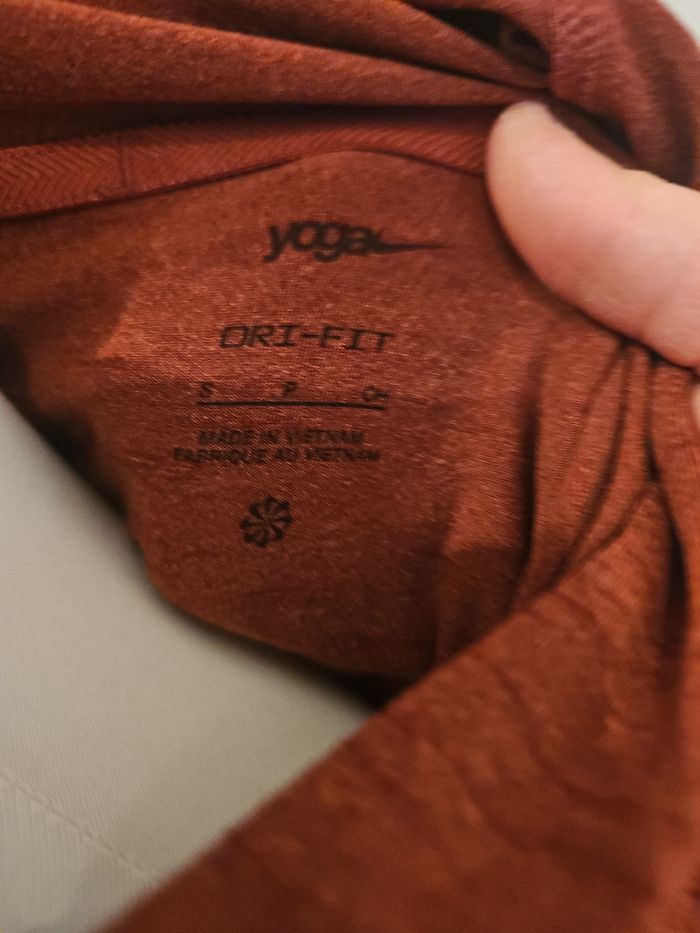 yoga
DRI-FIT
S P CH
MADE IN VIETNAM
FABRIQUE AU VIETNAM